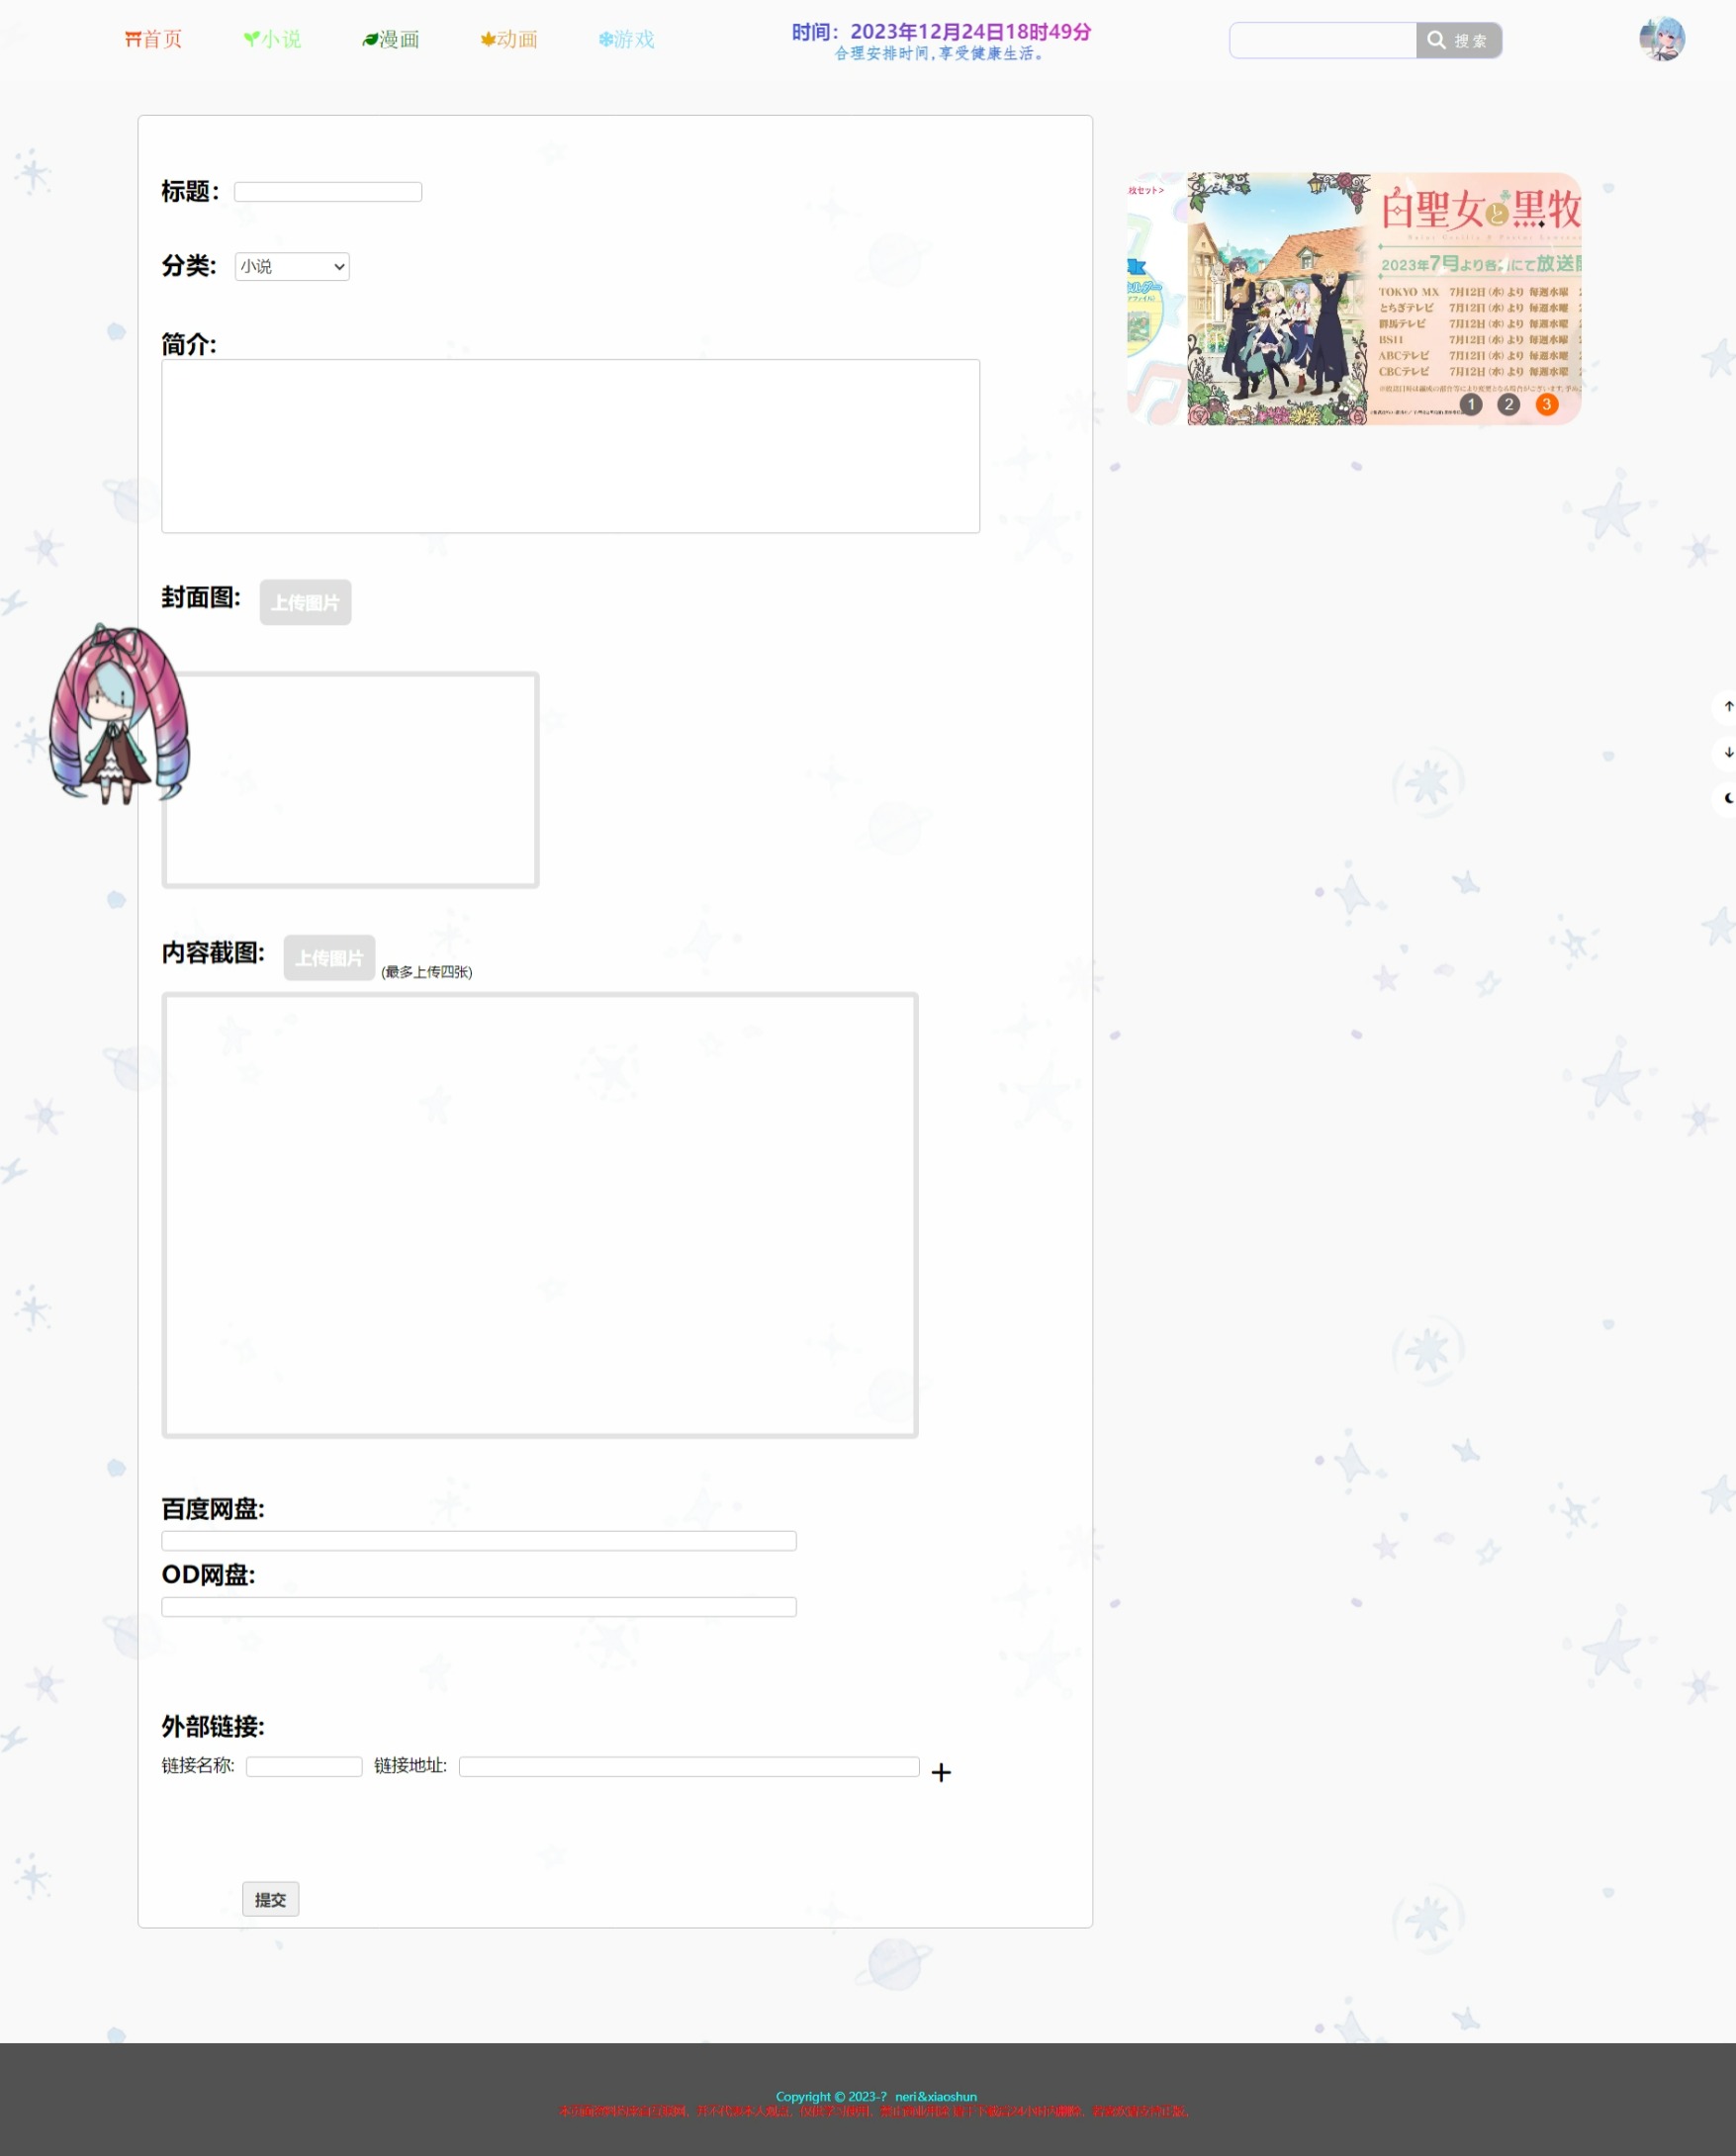 首页 小说 漫画 动画 游戏
时间：2023年12月24日18时49分
合理安排时间,享受健康生活。
搜索
标题：
分类:
小说
简介:
封面图:
上传图片
内容截图:
上传图片
(最多上传四张)
百度网盘:
OD网盘:
外部链接:
链接名称:
链接地址:
+
提交
枚セット>
白聖女と黒牧
2023年7月より各局にて放送
TOKYO MX 7月12日(水)より 毎週水曜
とちぎテレビ 7月12日(水)より 毎週水曜
群馬テレビ 7月12日(水)より 毎週水曜
BS11 7月12日(水)より 毎週水曜
ABCテレビ 7月12日(水)より 毎週水曜
CBCテレビ 7月12日(水)より 毎週水曜
1 2 3
Copyright © 2023-? neri&xiaoshun